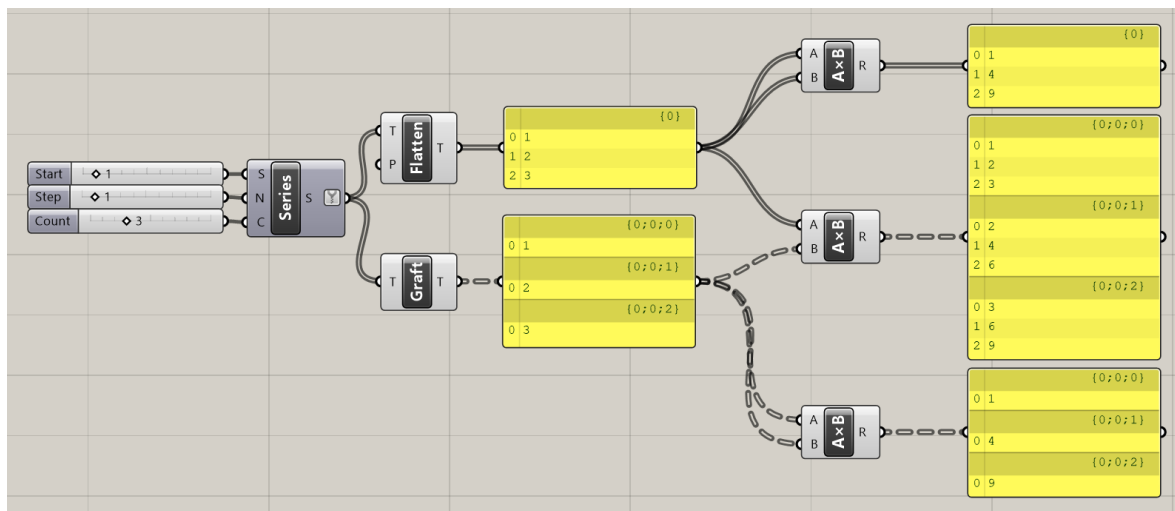 Start 1
Step 1
Count 3
S
N
C
Series
S
T
P
Flatten
T
T
Graft
T
{0}
0 1
1 2
2 3
{0;0;0}
0 1
{0;0;1}
0 2
{0;0;2}
0 3
A
B
A×B
R
A
B
A×B
R
A
B
A×B
R
{0}
0 1
1 4
2 9
{0;0;0}
0 1
1 2
2 3
{0;0;1}
0 2
1 4
2 6
{0;0;2}
0 3
1 6
2 9
{0;0;0}
0 1
{0;0;1}
0 4
{0;0;2}
0 9